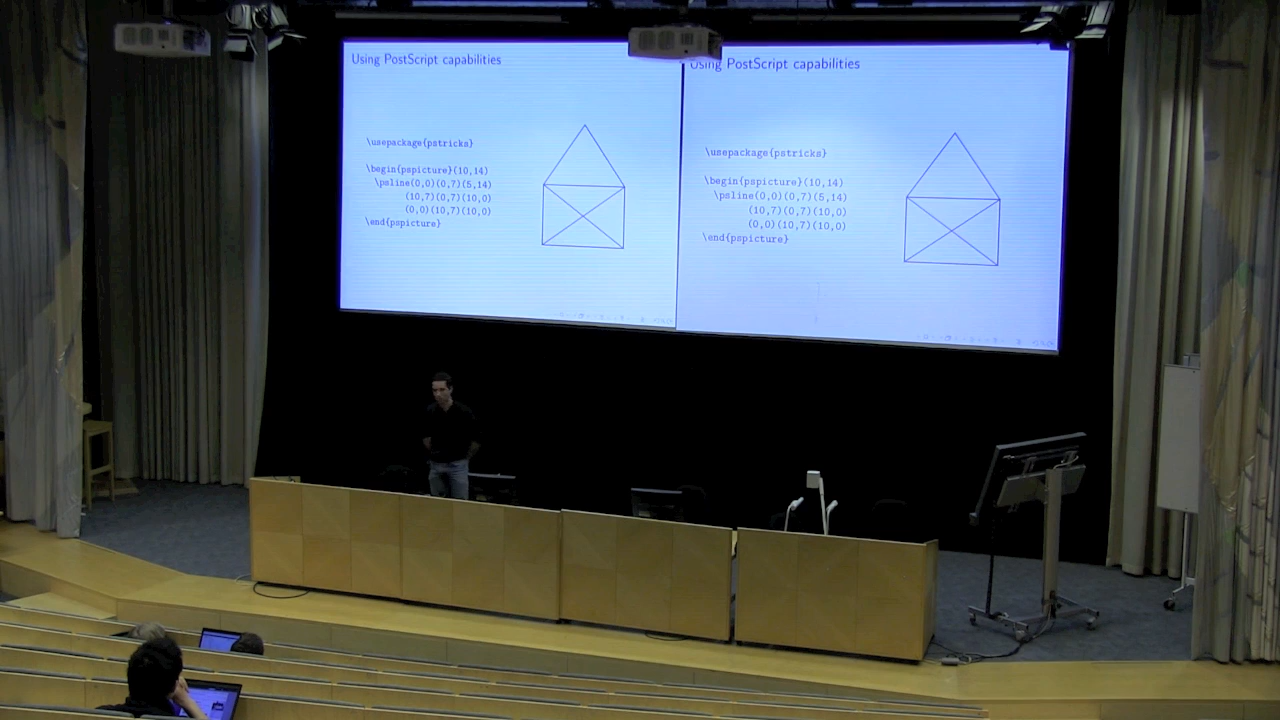 Using PostScript capabilities
\usepackage{pstricks}
\begin{pspicture}(10,14)
\psline(0,0)(0,7)(5,14)
(10,7)(0,7)(10,0)
(0,0)(10,7)(10,0)
\end{pspicture}
Using PostScript capabilities
\usepackage{pstricks}
\begin{pspicture}(10,14)
\psline(0,0)(0,7)(5,14)
(10,7)(0,7)(10,0)
(0,0)(10,7)(10,0)
\end{pspicture}